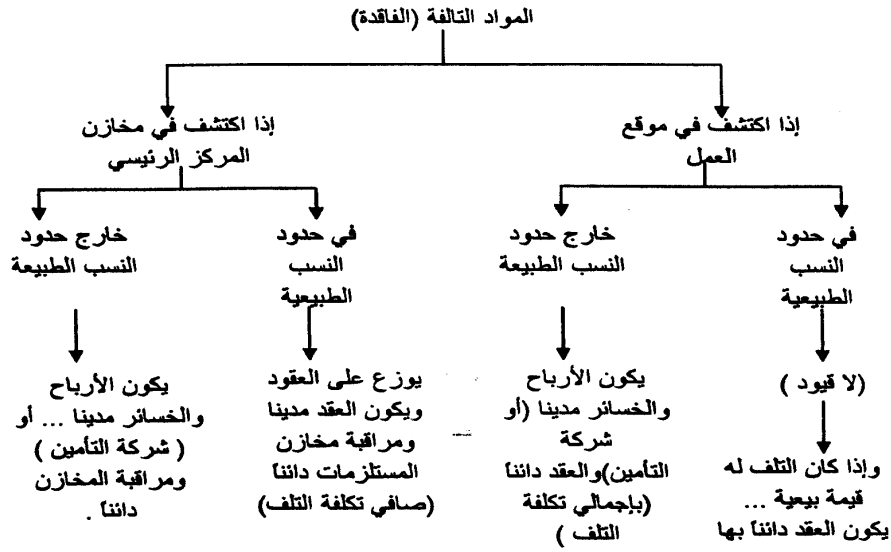 المواد التالفة (الفاقدة)
إذا اكتشف في موقع
العمل
إذا اكتشف في مخازن
المركز الرئيسي
في حدود
النسب
الطبيعية
خارج حدود
النسب الطبيعة
في حدود
النسب
الطبيعية
خارج حدود
النسب الطبيعة
(لا قيود )
وإذا كان التلف له
قيمة بيعية ...
يكون العقد دائناً بها
يكون الأرباح
والخسائر مدينا (أو
شركة
التأمين)والعقد دائناً
(بإجمالي تكلفة
التلف )
يوزع على العقود
ويكون العقد مدينا
ومراقبة مخازن
المستلزمات دائناً
(صافي تكلفة التلف)
يكون الأرباح
والخسائر مدينا ... أو
( شركة التأمين )
ومراقبة المخازن
دائناً .